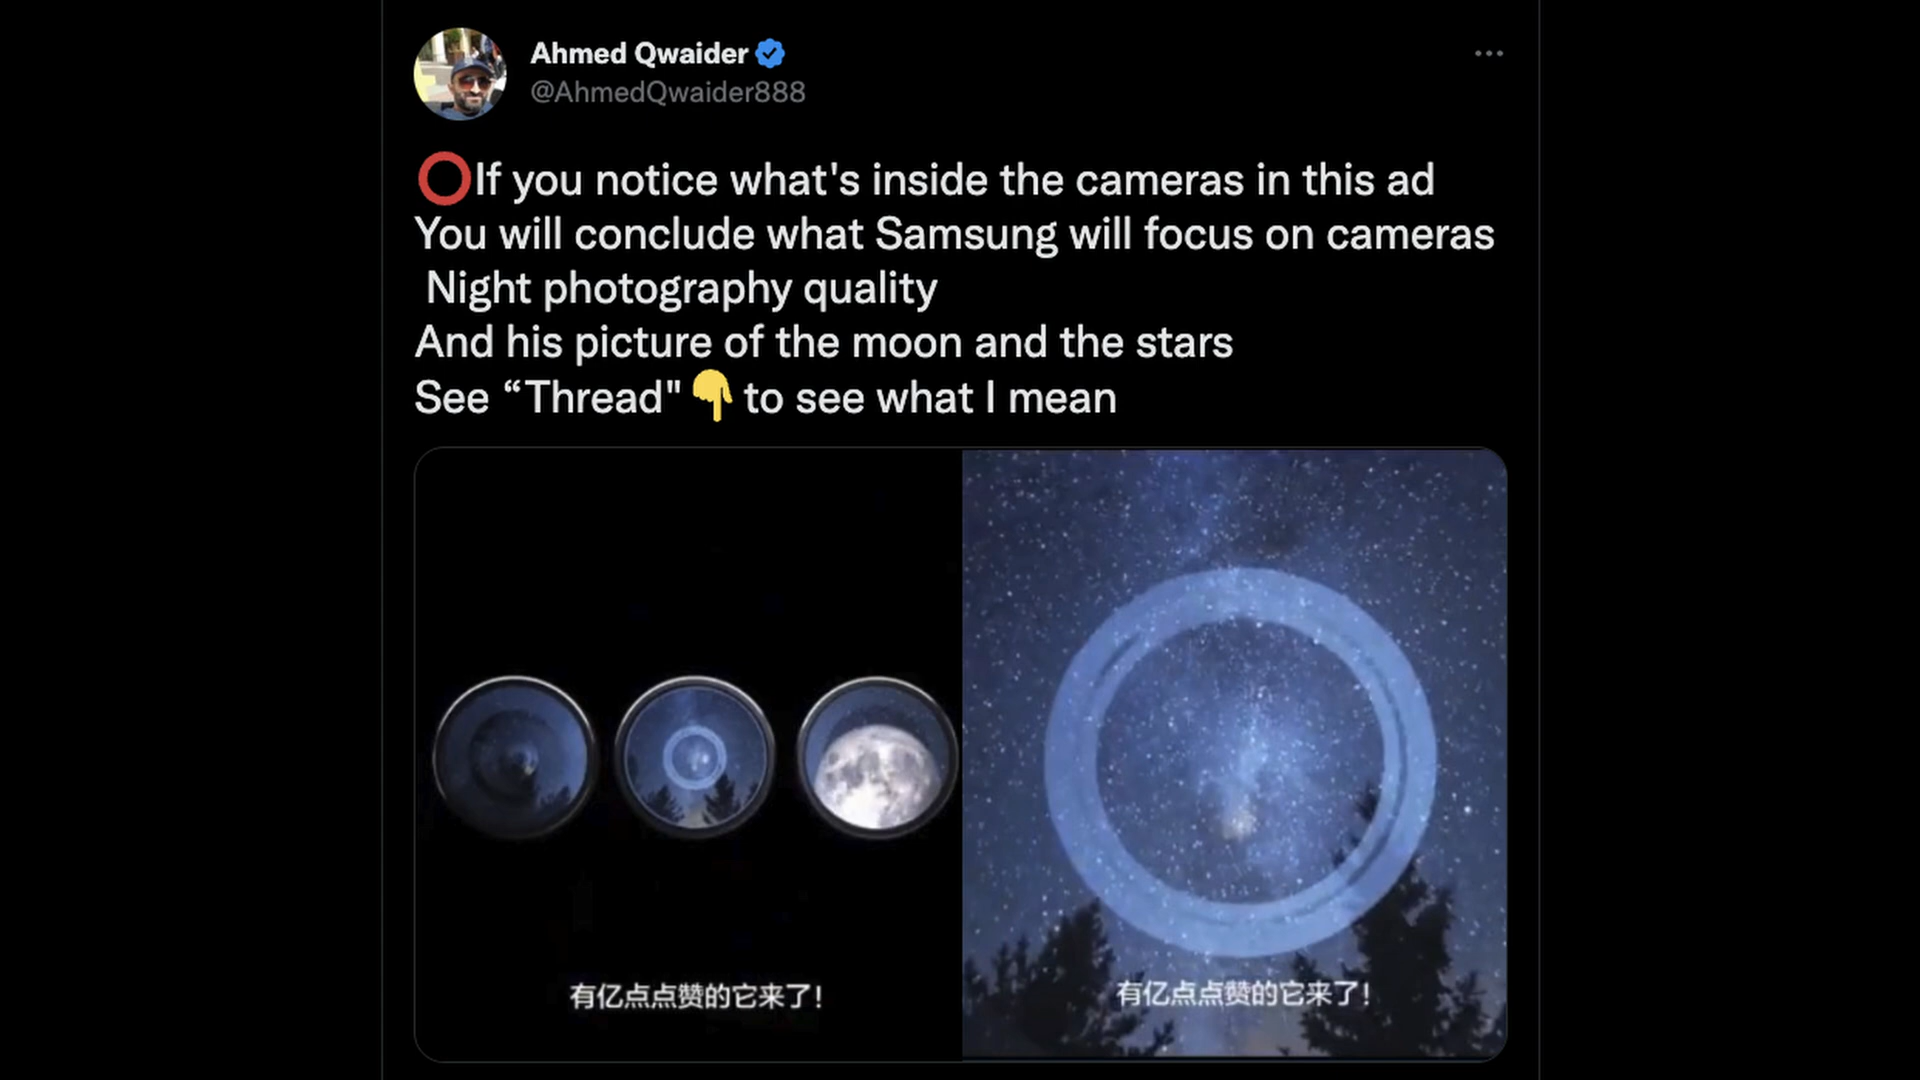 Ahmed Qwaider
@AhmedQwaider888
⭕If you notice what's inside the cameras in this ad
You will conclude what Samsung will focus on cameras
Night photography quality
And his picture of the moon and the stars
See “Thread"👇 to see what I mean
有亿点点赞的它来了!
有亿点点赞的它来了!